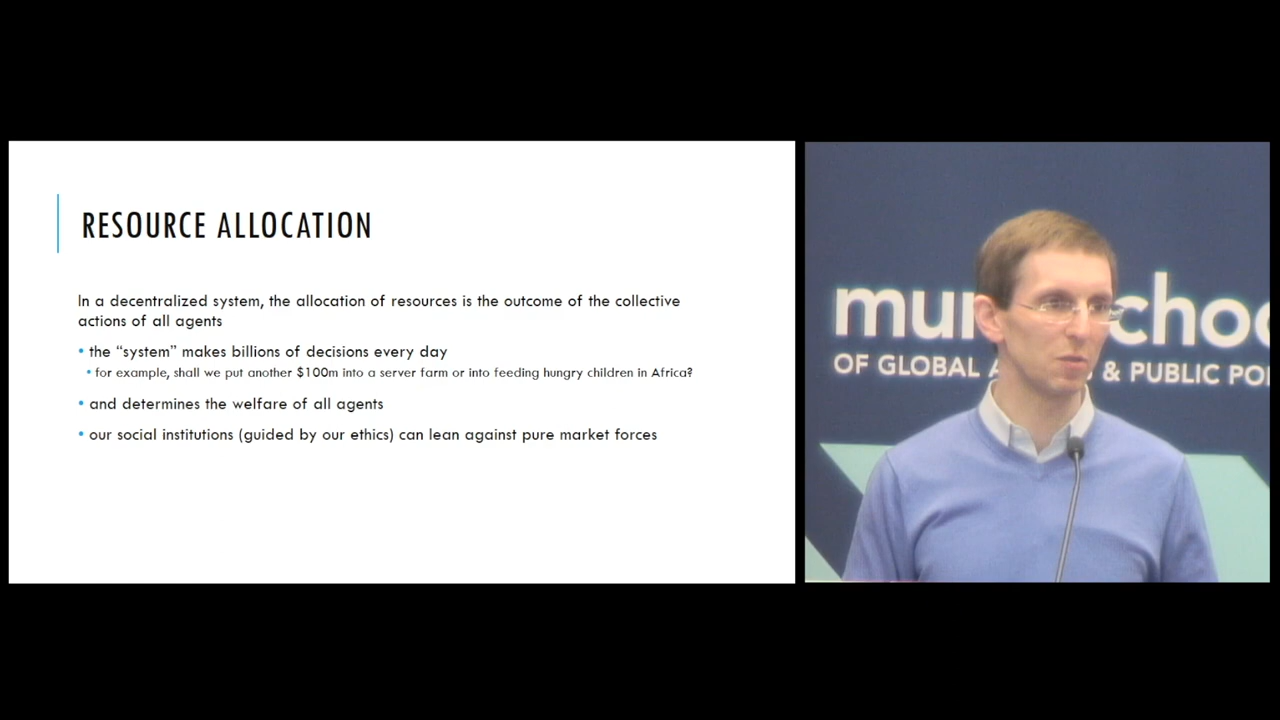 RESOURCE ALLOCATION
In a decentralized system, the allocation of resources is the outcome of the collective
actions of all agents
• the “system” makes billions of decisions every day
• for example, shall we put another $100m into a server farm or into feeding hungry children in Africa?
• and determines the welfare of all agents
• our social institutions (guided by our ethics) can lean against pure market forces
OF GLOBAL & PUBLIC